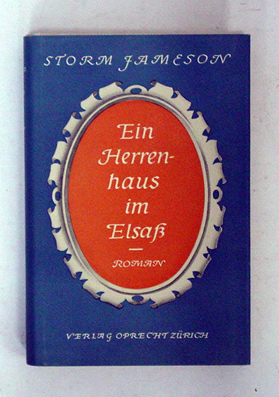 STORM JAMESON
Ein
Herren-
haus
im
Elsaß
ROMAN
VERLAG OPRECHT ZÜRICH